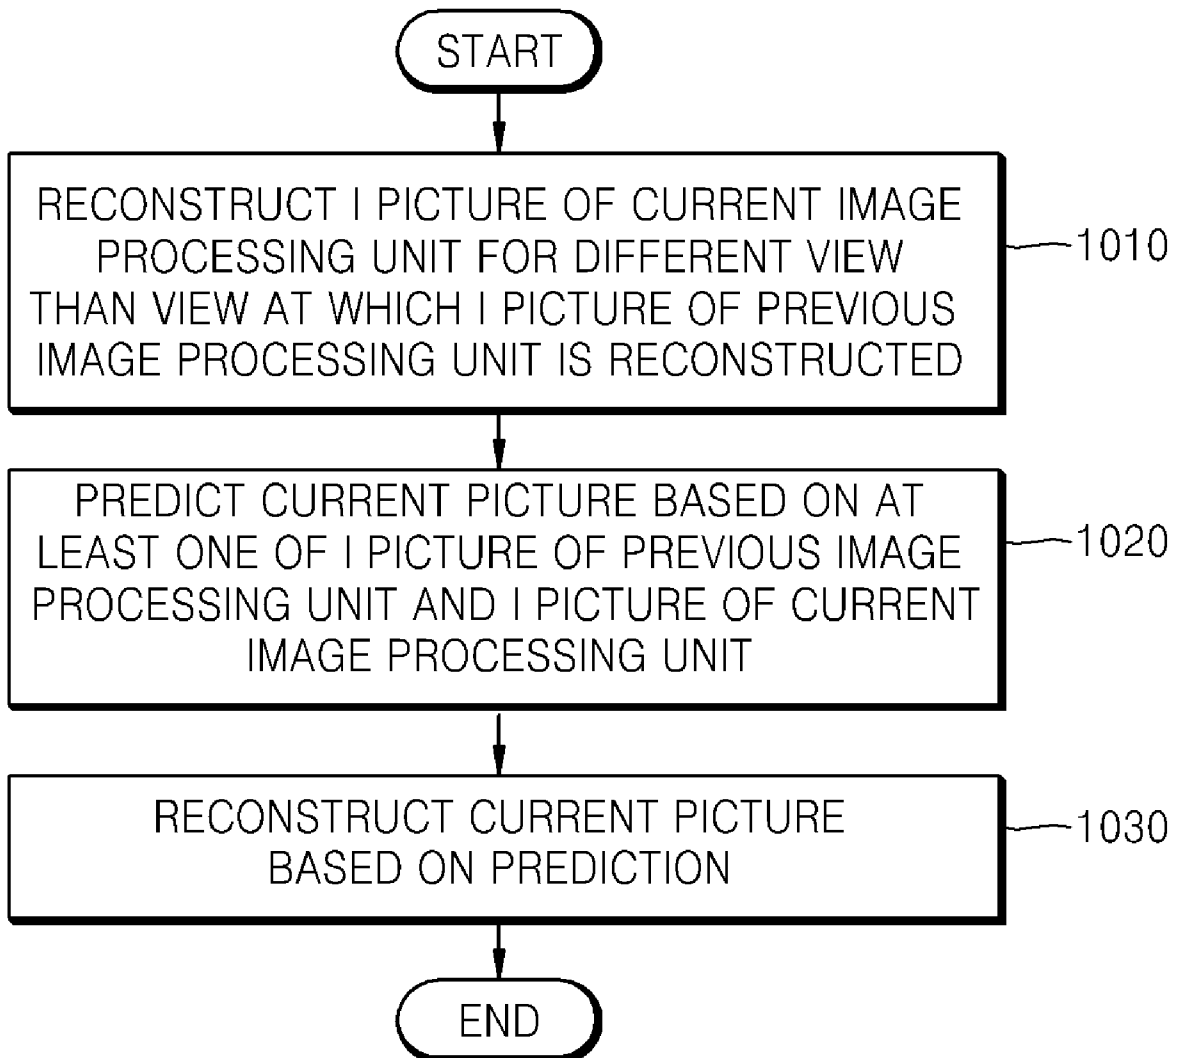 START
RECONSTRUCT I PICTURE OF CURRENT IMAGE
PROCESSING UNIT FOR DIFFERENT VIEW
THAN VIEW AT WHICH I PICTURE OF PREVIOUS
IMAGE PROCESSING UNIT IS RECONSTRUCTED
1010
PREDICT CURRENT PICTURE BASED ON AT
LEAST ONE OF I PICTURE OF PREVIOUS IMAGE
PROCESSING UNIT AND I PICTURE OF CURRENT
IMAGE PROCESSING UNIT
1020
RECONSTRUCT CURRENT PICTURE
BASED ON PREDICTION
1030
END